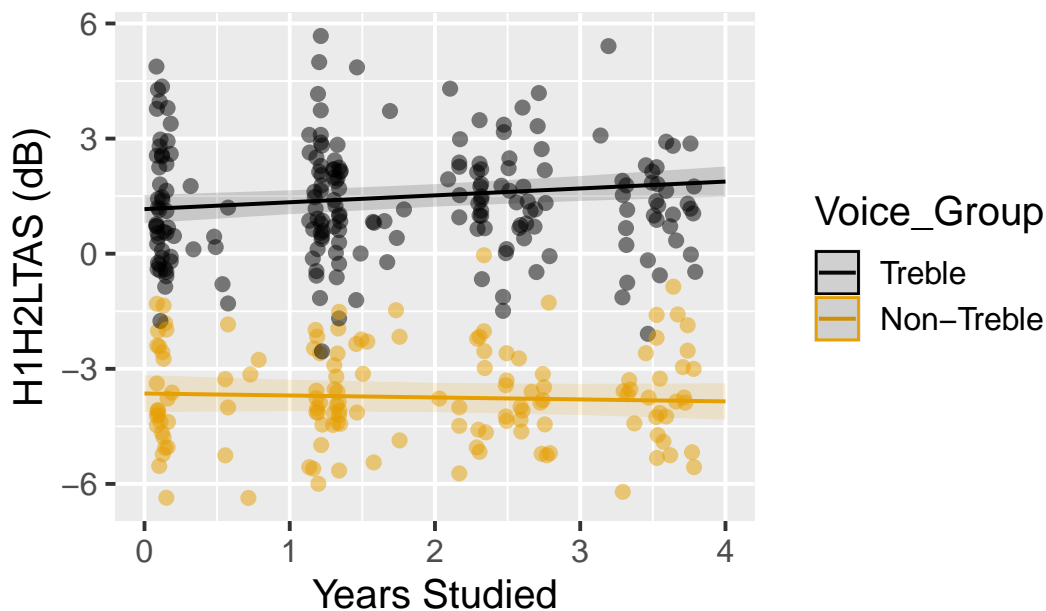 6
3
0
−3
−6
H1H2LTAS (dB)
0 1 2 3 4
Years Studied
Voice_Group
Treble
Non−Treble